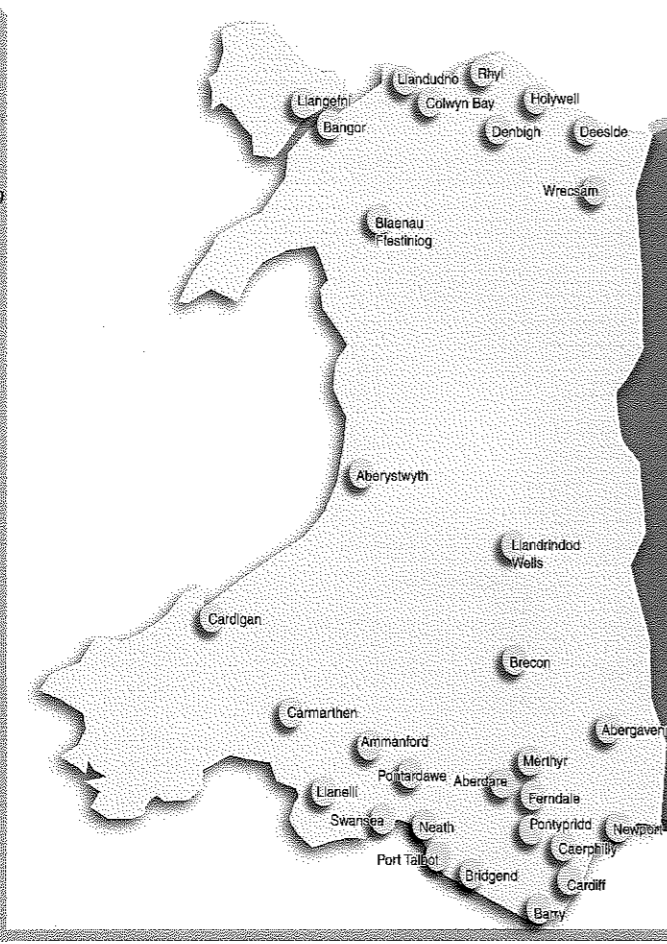 Llandudno
Rhyl
Llangefni
Colwyn Bay
Holywell
Bangor
Denbigh
Deeside
Wrecsam
Blaenau
Ffestiniog
Aberystwyth
Llandrindod
Wells
Cardigan
Brecon
Carmarthen
Abergaven
Ammanford
Merthyr
Pontardawe
Aberdare
Llanelli
Ferndale
Swansea
Neath
Pontypridd
Newport
Caerphilly
Port Talbot
Bridgend
Cardiff
Barry